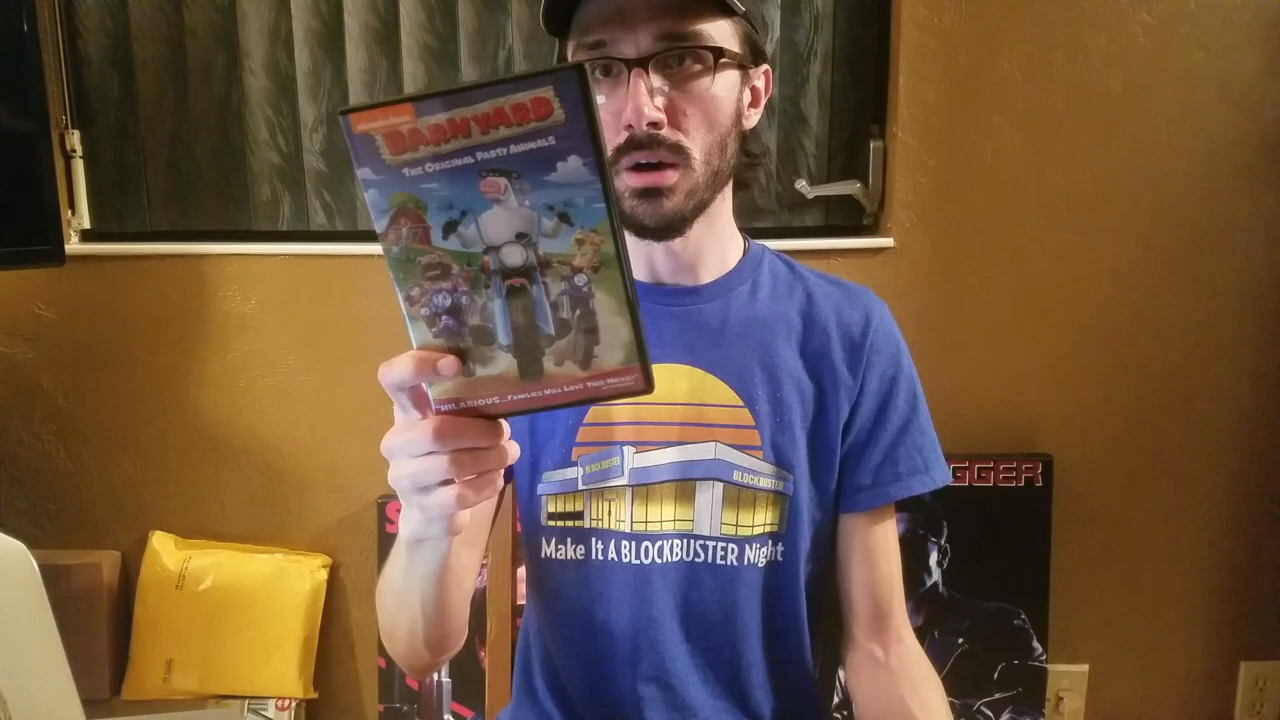 nickelodeon
BARNYARD
THE ORIGINAL PARTY ANIMALS
"HILARIOUS...FAMILIES WILL LOVE THIS MOVIE!"
BLOCKBUSTER
BLOCKBUSTER
Make It A BLOCKBUSTER Night
GGER
S